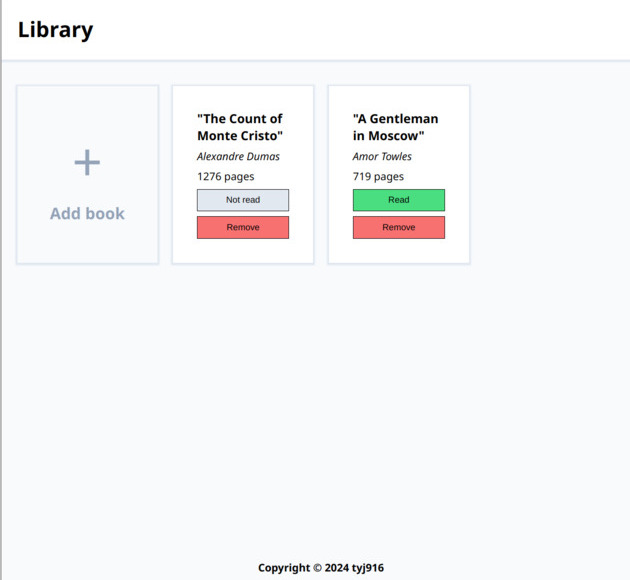 Library
Add book
"The Count of
Monte Cristo"
Alexandre Dumas
1276 pages
Not read
Remove
"A Gentleman
in Moscow"
Amor Towles
719 pages
Read
Remove
Copyright © 2024 tyj916